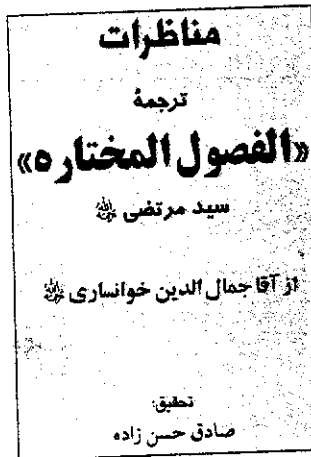 مناظرات
ترجمهٔ
«الفصول المختاره»
سید مرتضی ﷫
از آقا جمال الدین خوانساری ﷫
تحقیق:
صادق حسن زاده